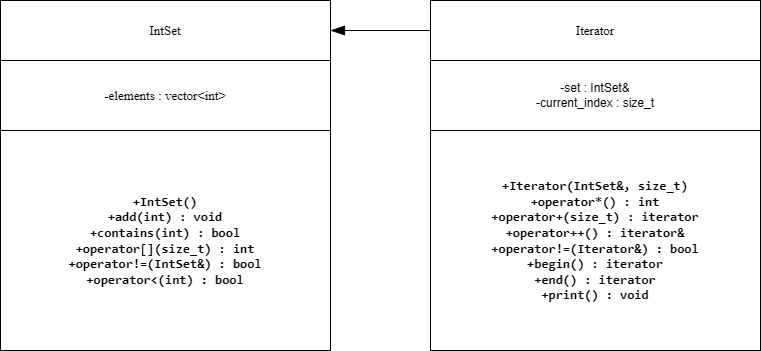 IntSet
-elements : vector<int>
+IntSet()
+add(int) : void
+contains(int) : bool
+operator[](size_t) : int
+operator!=(IntSet&) : bool
+operator<(int) : bool
Iterator
-set : IntSet&
-current_index : size_t
+Iterator(IntSet&, size_t)
+operator*() : int
+operator+(size_t) : iterator
+operator++() : iterator&
+operator!=(Iterator&) : bool
+begin() : iterator
+end() : iterator
+print() : void